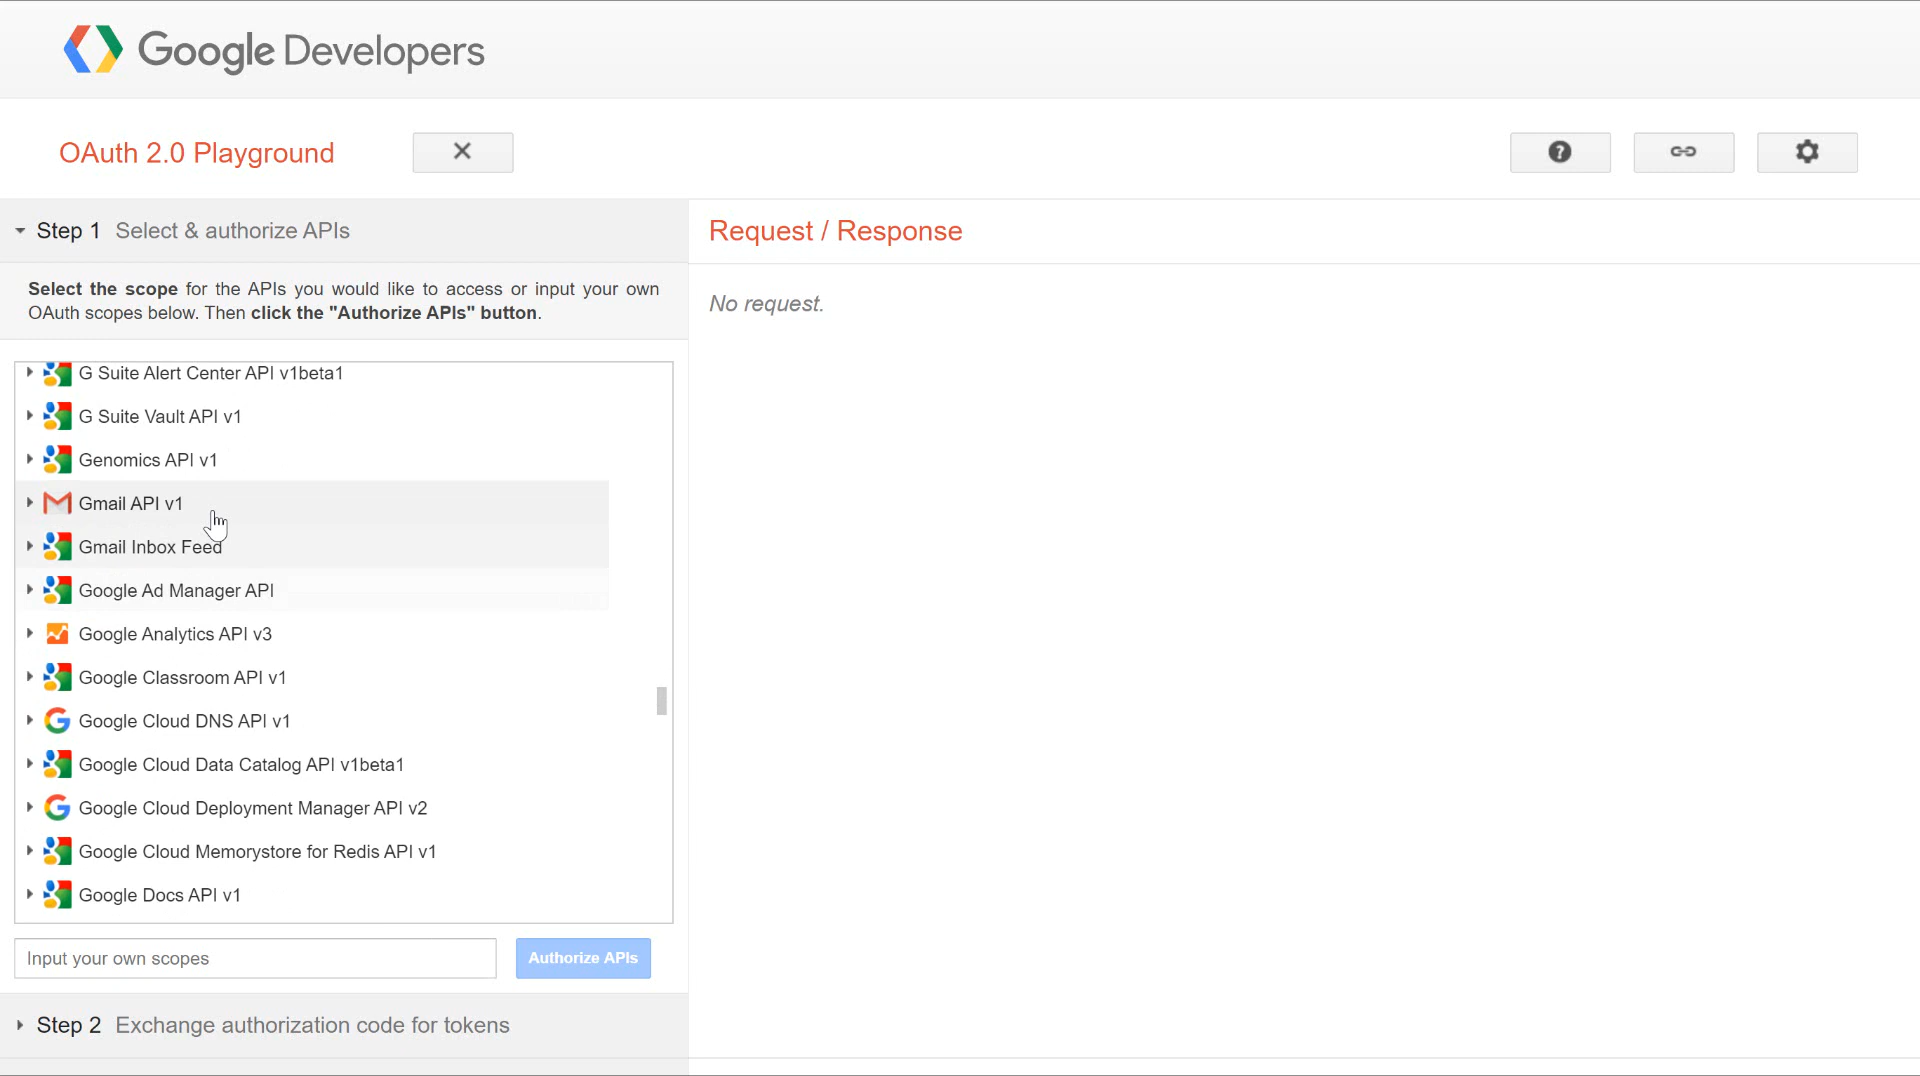 Google Developers
OAuth 2.0 Playground
Step 1 Select & authorize APIs
Select the scope for the APIs you would like to access or input your own
OAuth scopes below. Then click the "Authorize APIs" button.
G Suite Alert Center API v1beta1
G Suite Vault API v1
Genomics API v1
Gmail API v1
Gmail Inbox Feed
Google Ad Manager API
Google Analytics API v3
Google Classroom API v1
Google Cloud DNS API v1
Google Cloud Data Catalog API v1beta1
Google Cloud Deployment Manager API v2
Google Cloud Memorystore for Redis API v1
Google Docs API v1
Input your own scopes
Authorize APIs
Step 2 Exchange authorization code for tokens
Request / Response
No request.